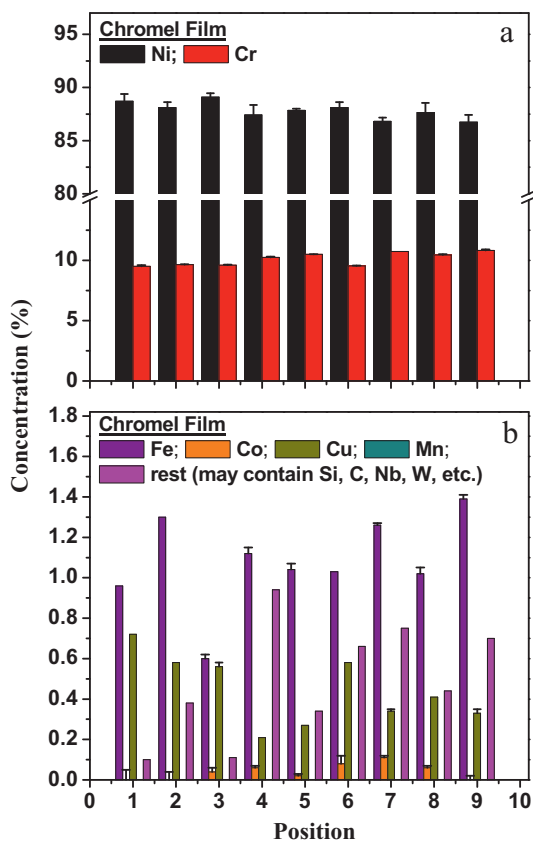 Chromel Film
Ni; Cr
a
95
90
85
80
10
5
0
Concentration (%)
Chromel Film
b
Fe; Co; Cu; Mn;
rest (may contain Si, C, Nb, W, etc.)
1.8
1.6
1.4
1.2
1.0
0.8
0.6
0.4
0.2
0.0
0 1 2 3 4 5 6 7 8 9 10
Position